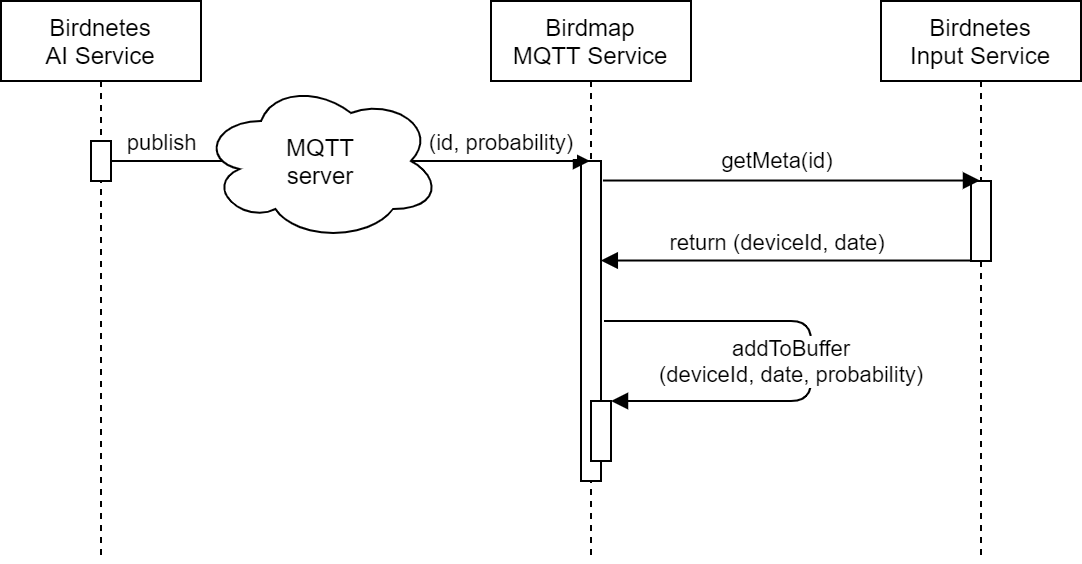 Birdnetes
AI Service
Birdmap
MQTT Service
Birdnetes
Input Service
publish
MQTT
server
(id, probability)
getMeta(id)
return (deviceId, date)
addToBuffer
(deviceId, date, probability)